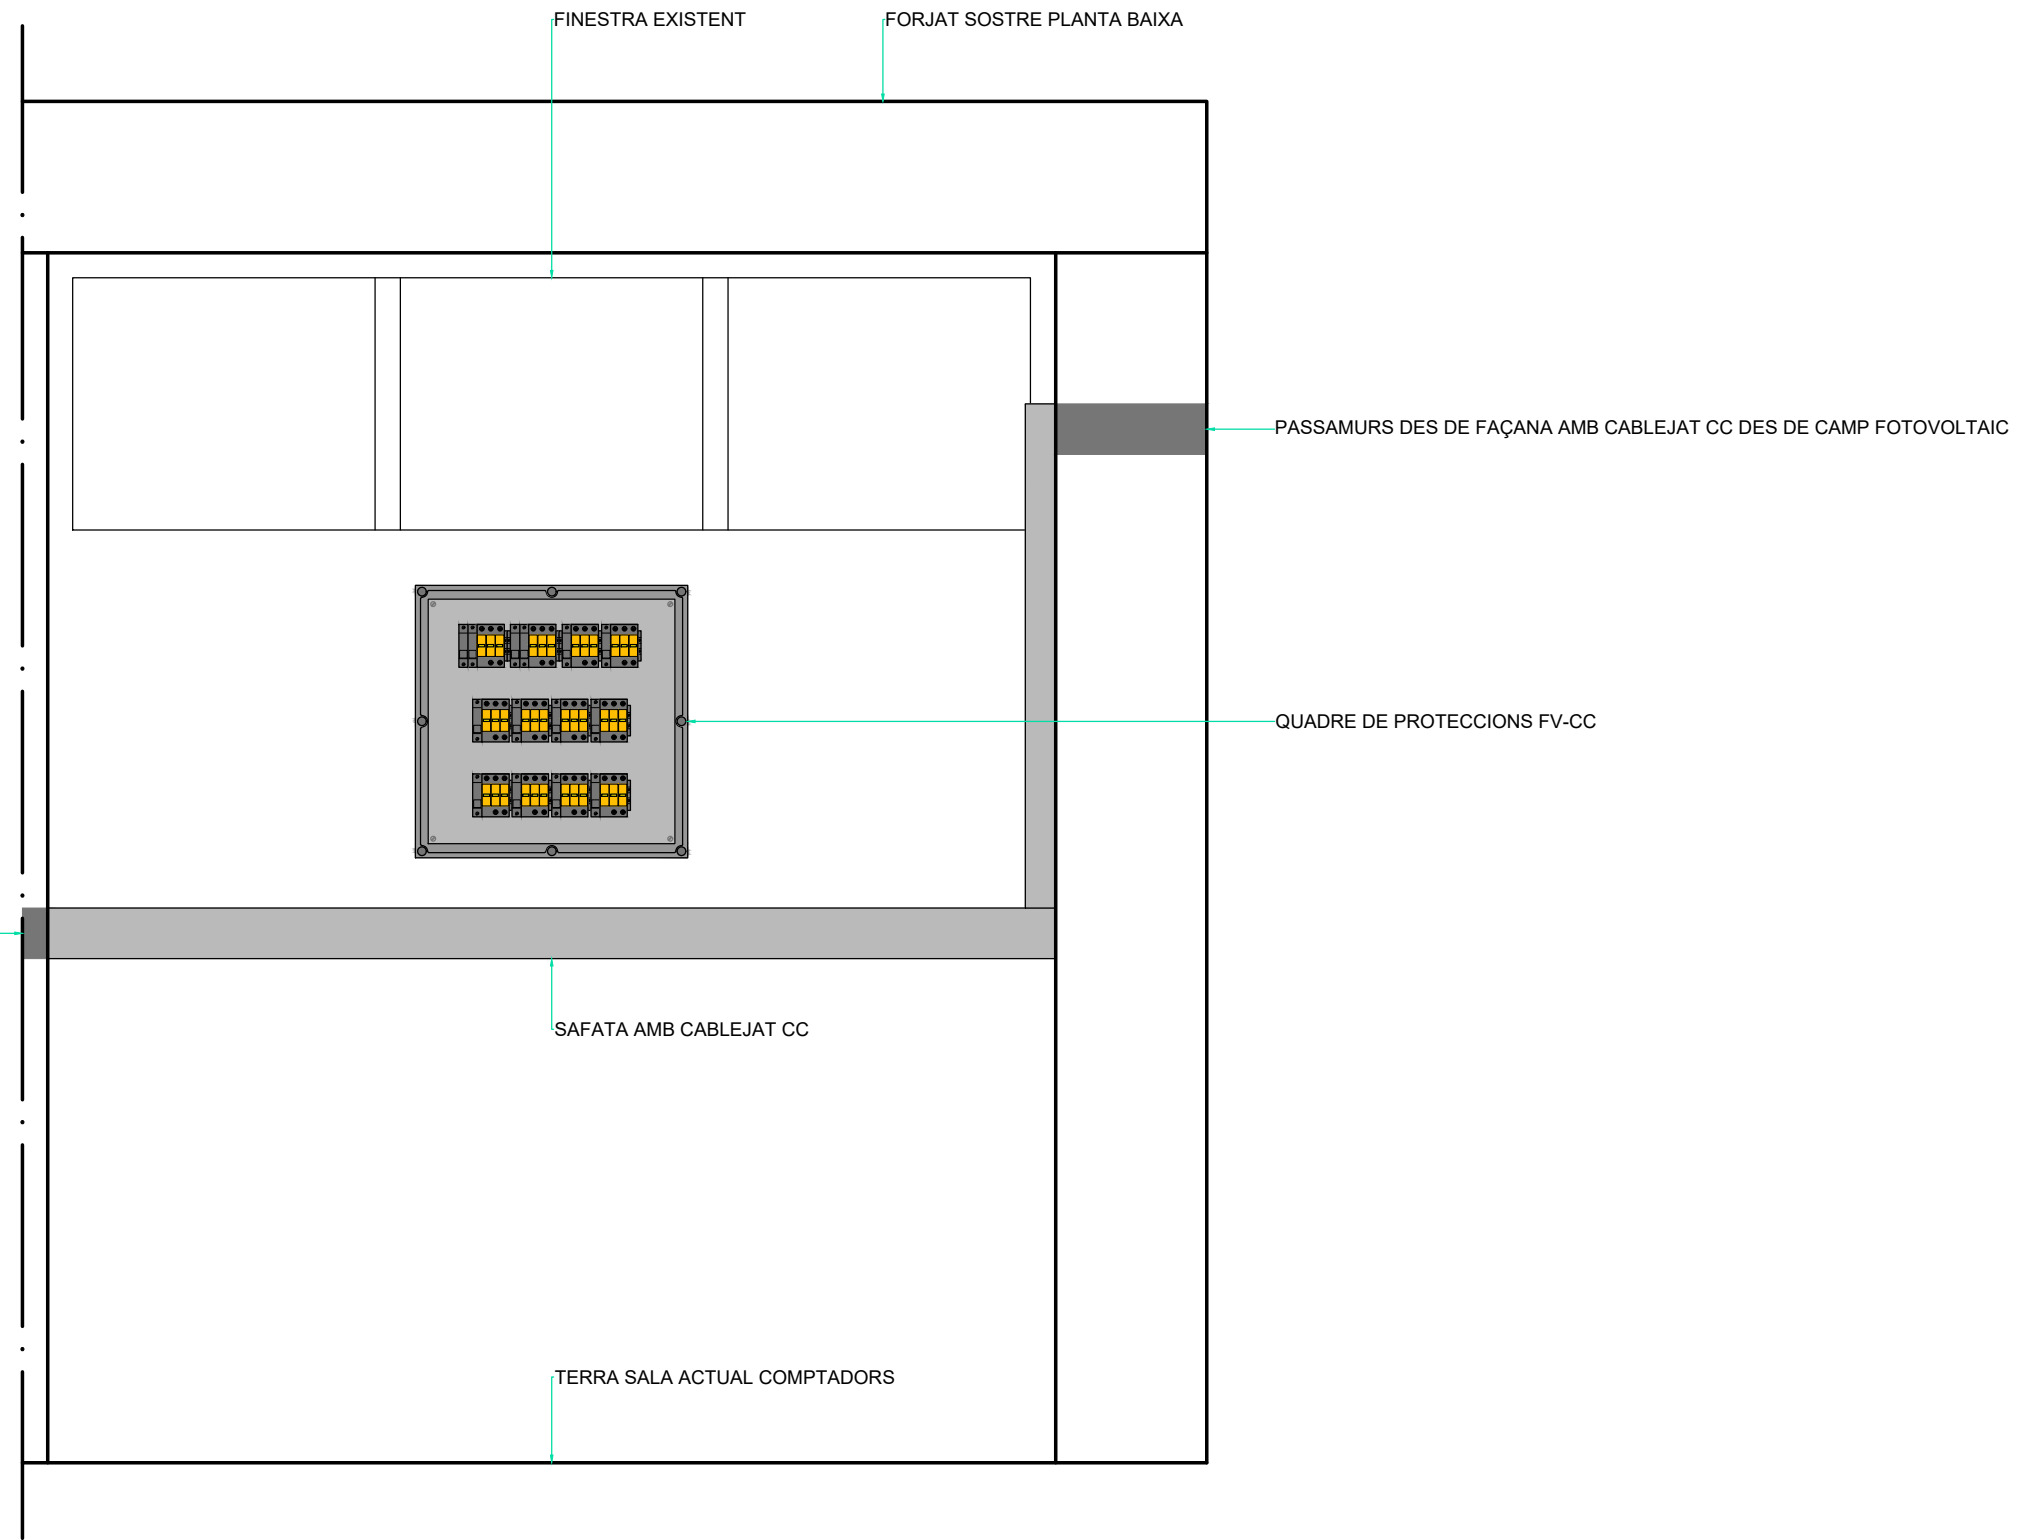 FINESTRA EXISTENT
FORJAT SOSTRE PLANTA BAIXA
PASSAMURS DES DE FAÇANA AMB CABLEJAT CC DES DE CAMP FOTOVOLTAIC
QUADRE DE PROTECCIONS FV-CC
SAFATA AMB CABLEJAT CC
TERRA SALA ACTUAL COMPTADORS